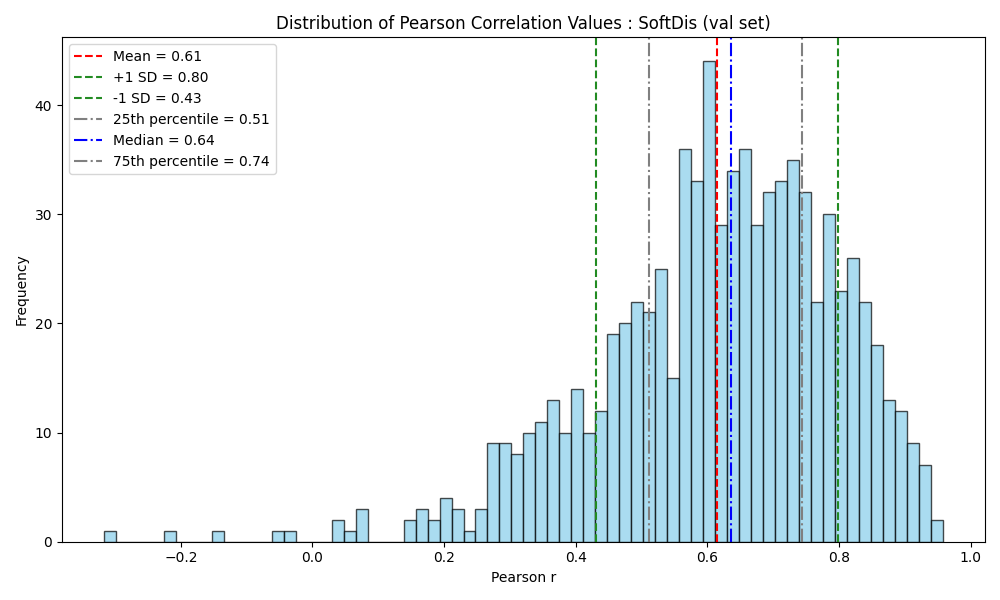 Distribution of Pearson Correlation Values : SoftDis (val set)
Mean = 0.61
+1 SD = 0.80
-1 SD = 0.43
25th percentile = 0.51
Median = 0.64
75th percentile = 0.74
Frequency
40
30
20
10
0
−0.2 0.0 0.2 0.4 0.6 0.8 1.0
Pearson r